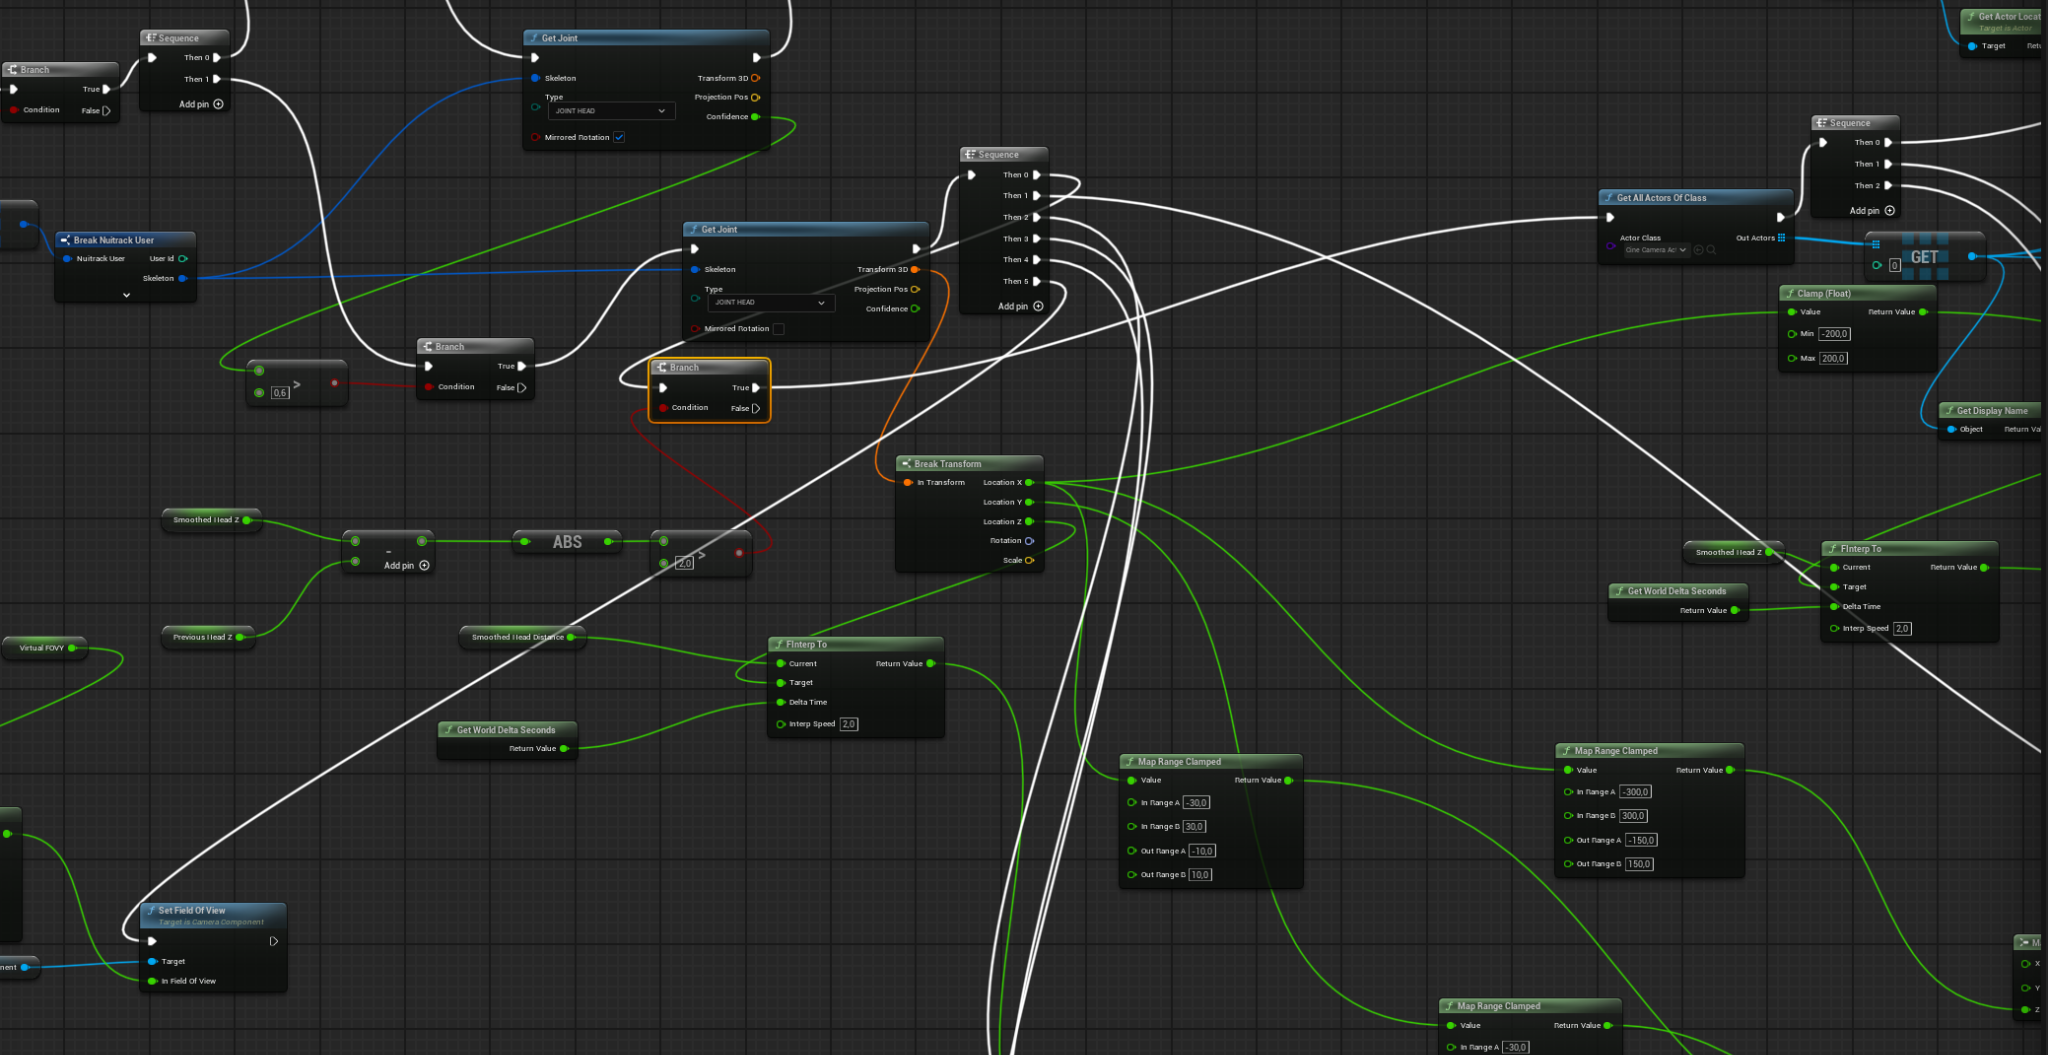 Sequence
Then 0
Then 1
Add pin
Branch
True
Condition
False
Get Joint
Skeleton
Transform 3D
Type
JOINT HEAD
Projection Pos
Confidence
Mirrored Rotation
Get Actor Locat
Target is Actor
Target
Retu
Break Nuitrack User
Nuitrack User
User Id
Skeleton
Get Joint
Skeleton
Transform 3D
Type
JOINT HEAD
Projection Pos
Confidence
Mirrored Rotation
Sequence
Then 0
Then 1
Then 2
Then 3
Then 4
Then 5
Add pin
Sequence
Then 0
Then 1
Then 2
Add pin
Get All Actors Of Class
Actor Class
One Camera Ac
Out Actors
0
GET
Clamp (Float)
Value
Return Value
Min -200,0
Max 200,0
Get Display Name
Object
Return Va
0,6
>
Branch
True
Condition
False
Branch
True
Condition
False
Break Transform
In Transform
Location X
Location Y
Location Z
Rotation
Scale
Smoothed Head Z
-
Add pin
ABS
>
2,0
Previous Head Z
Virtual FOVY
Smoothed Head Distance
FInterp To
Current
Return Value
Target
Delta Time
Interp Speed 2,0
Get World Delta Seconds
Return Value
Smoothed Head Z
FInterp To
Current
Return Value
Target
Delta Time
Interp Speed 2,0
Get World Delta Seconds
Return Value
Map Range Clamped
Value
Return Value
In Range A -30,0
In Range B 30,0
Out Range A -10,0
Out Range B 10,0
Map Range Clamped
Value
Return Value
In Range A -300,0
In Range B 300,0
Out Range A -150,0
Out Range B 150,0
Set Field Of View
Target is Camera Component
Target
In Field Of View
nent
M
X
Y
Z
Map Range Clamped
Value
Return Value
In Range A -30,0